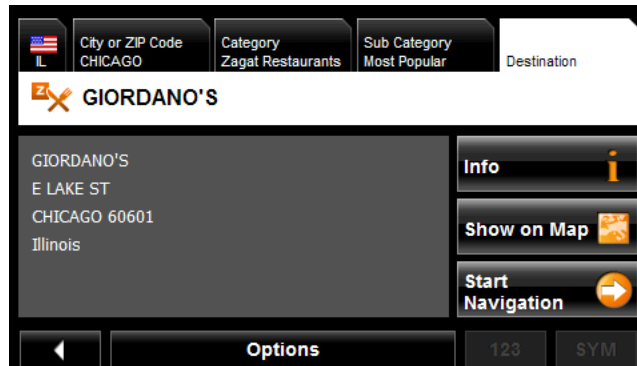 IL
City or ZIP Code
CHICAGO
Category
Zagat Restaurants
Sub Category
Most Popular
Destination
Z
GIORDANO'S
GIORDANO'S
E LAKE ST
CHICAGO 60601
Illinois
Info
i
Show on Map
Start
Navigation
Options
123
SYM